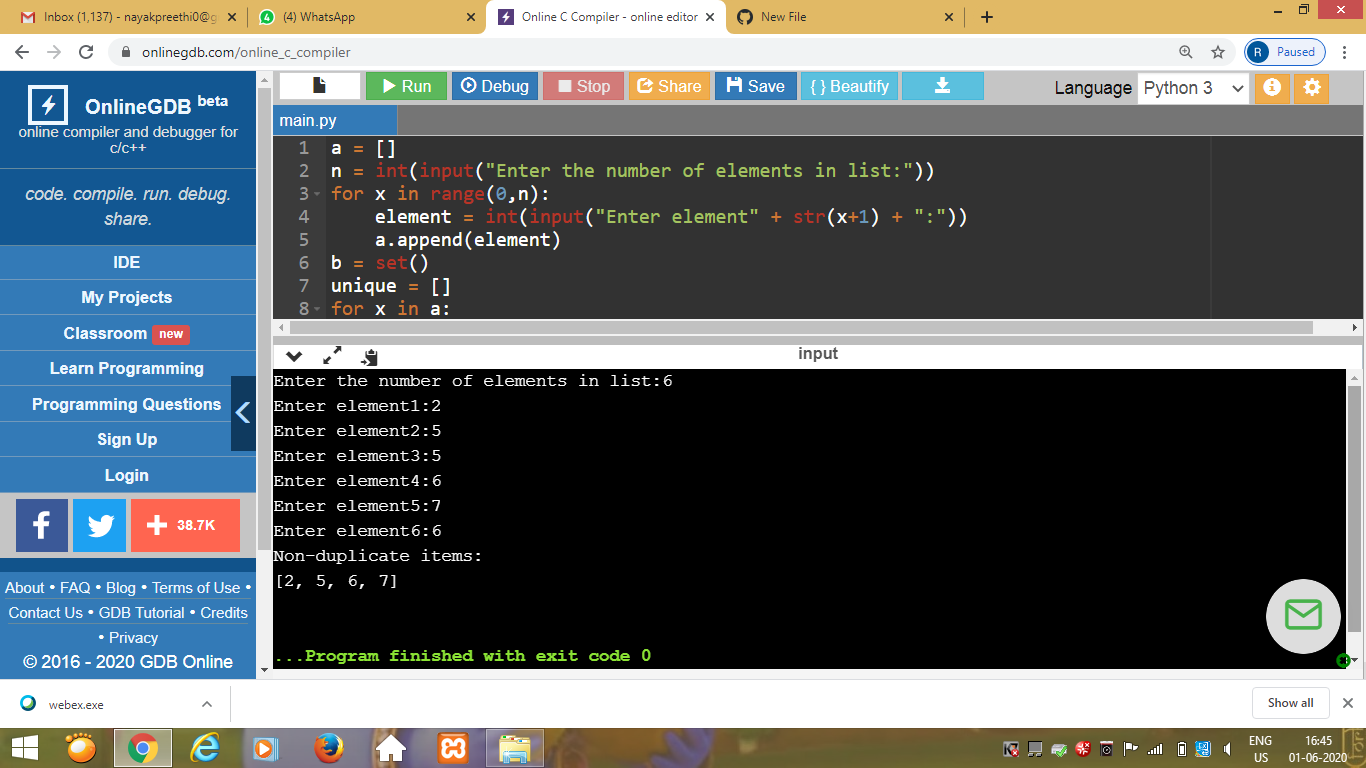 Inbox (1,137) - nayakpreethi0@g
(4) WhatsApp
Online C Compiler - online editor
New File
onlinegdb.com/online_c_compiler
R Paused
OnlineGDB beta
online compiler and debugger for
c/c++
code. compile. run. debug.
share.
IDE
My Projects
Classroom new
Learn Programming
Programming Questions
Sign Up
Login
38.7K
About • FAQ • Blog • Terms of Use •
Contact Us • GDB Tutorial • Credits
• Privacy
© 2016 - 2020 GDB Online
Run Debug Stop Share Save { } Beautify
Language Python 3
main.py
1 a = []
2 n = int(input("Enter the number of elements in list:"))
3 for x in range(0,n):
4     element = int(input("Enter element" + str(x+1) + ":"))
5     a.append(element)
6 b = set()
7 unique = []
8 for x in a:
input
Enter the number of elements in list:6
Enter element1:2
Enter element2:5
Enter element3:5
Enter element4:6
Enter element5:7
Enter element6:6
Non-duplicate items:
[2, 5, 6, 7]
...Program finished with exit code 0
webex.exe
Show all
ENG
US
16:45
01-06-2020